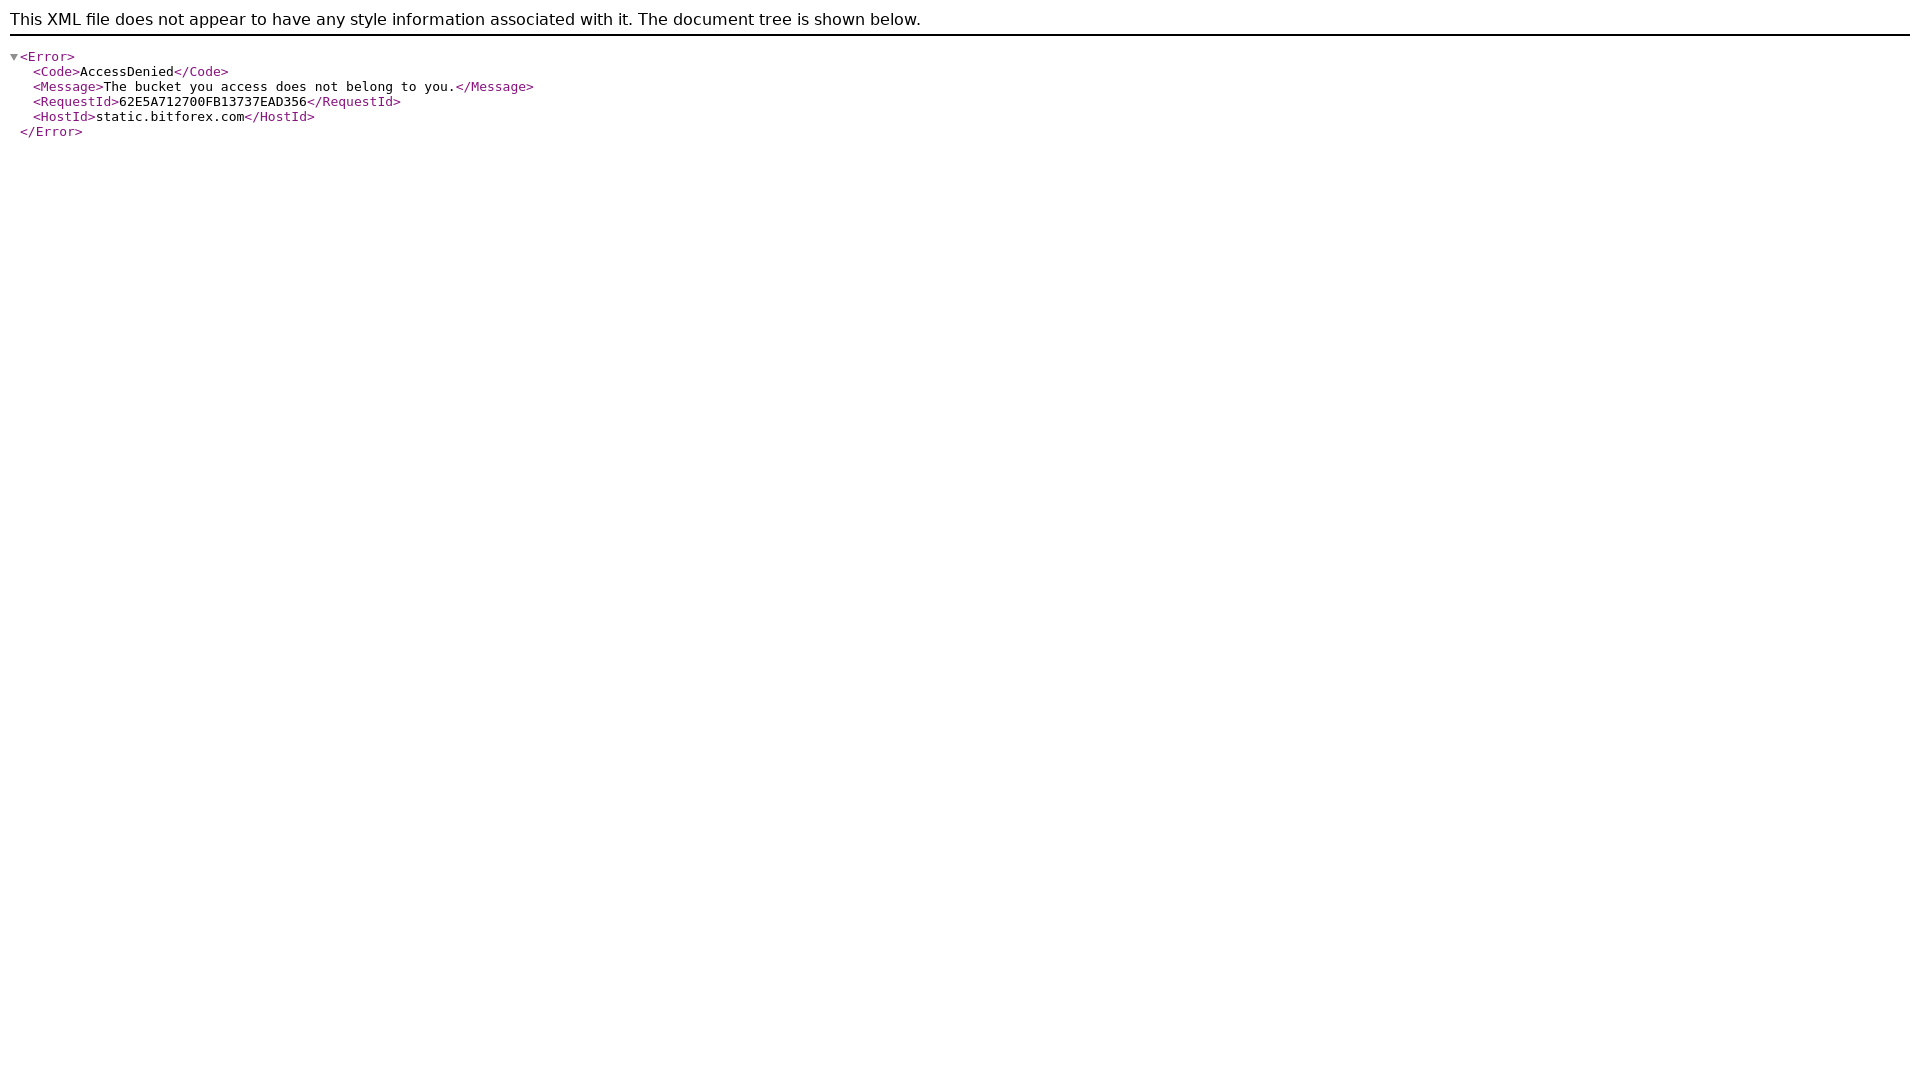 This XML file does not appear to have any style information associated with it. The document tree is shown below.
<Error>
<Code>AccessDenied</Code>
<Message>The bucket you access does not belong to you.</Message>
<RequestId>62E5A712700FB13737EAD356</RequestId>
<HostId>static.bitforex.com</HostId>
</Error>